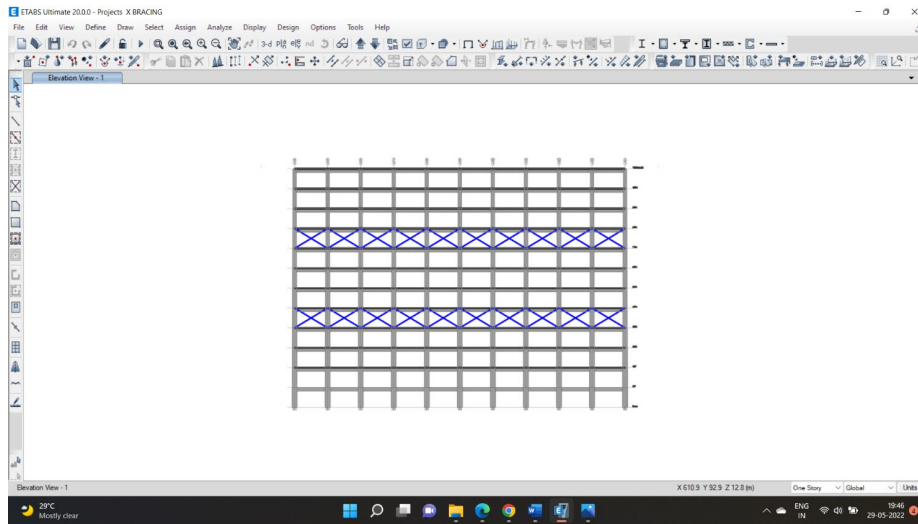 ETABS Ultimate 20.0.0 - Projects X BRACING
File Edit View Define Draw Select Assign Analyze Display Design Options Tools Help
3-d
Elevation View - 1
Elevation View - 1
X 610.9 Y 92.9 Z 12.8 (m)
One Story
Global
Units
29°C
Mostly clear
ENG
IN
19:46
29-05-2022